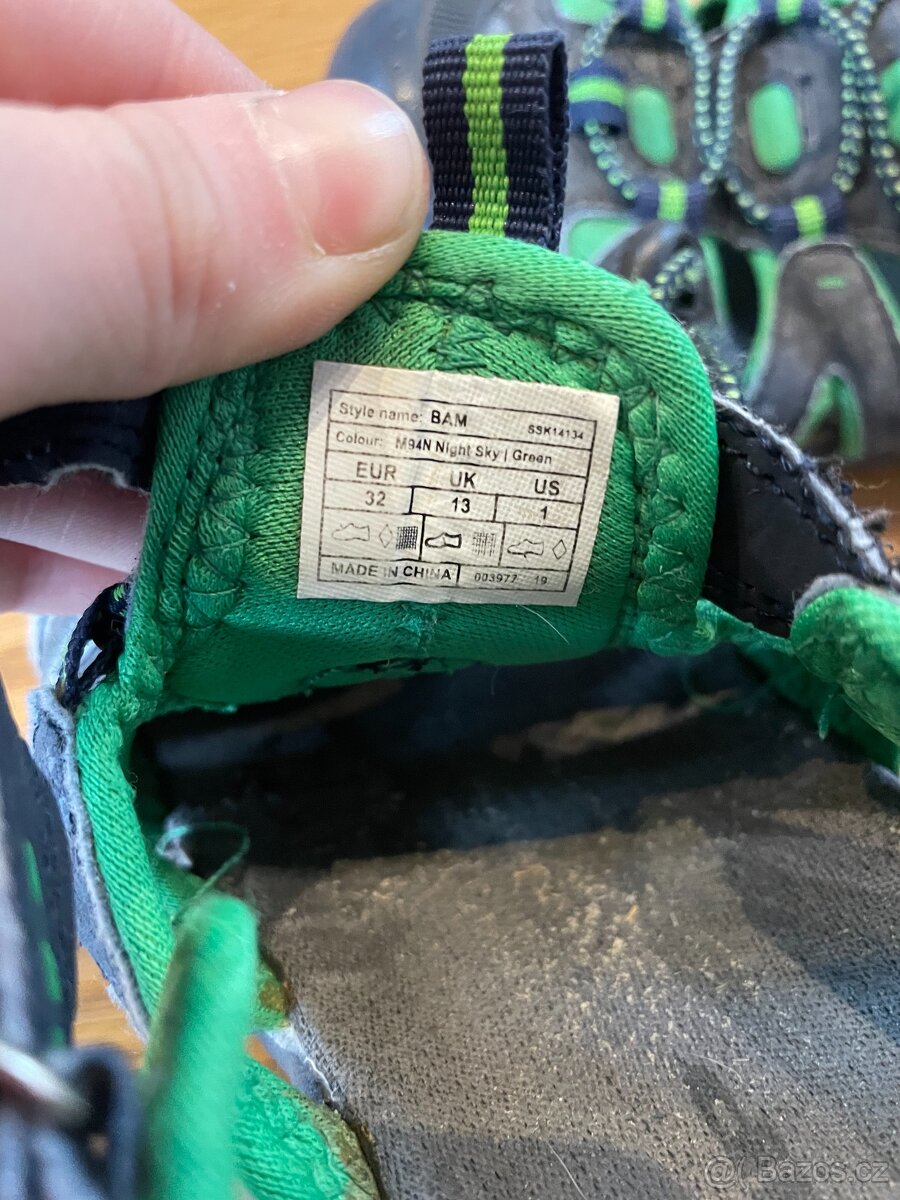 Style name: BAM SSK14134
Colour: M94N Night Sky | Green
EUR UK US
32 13 1
MADE IN CHINA 003977 19
@ Bazos.cz